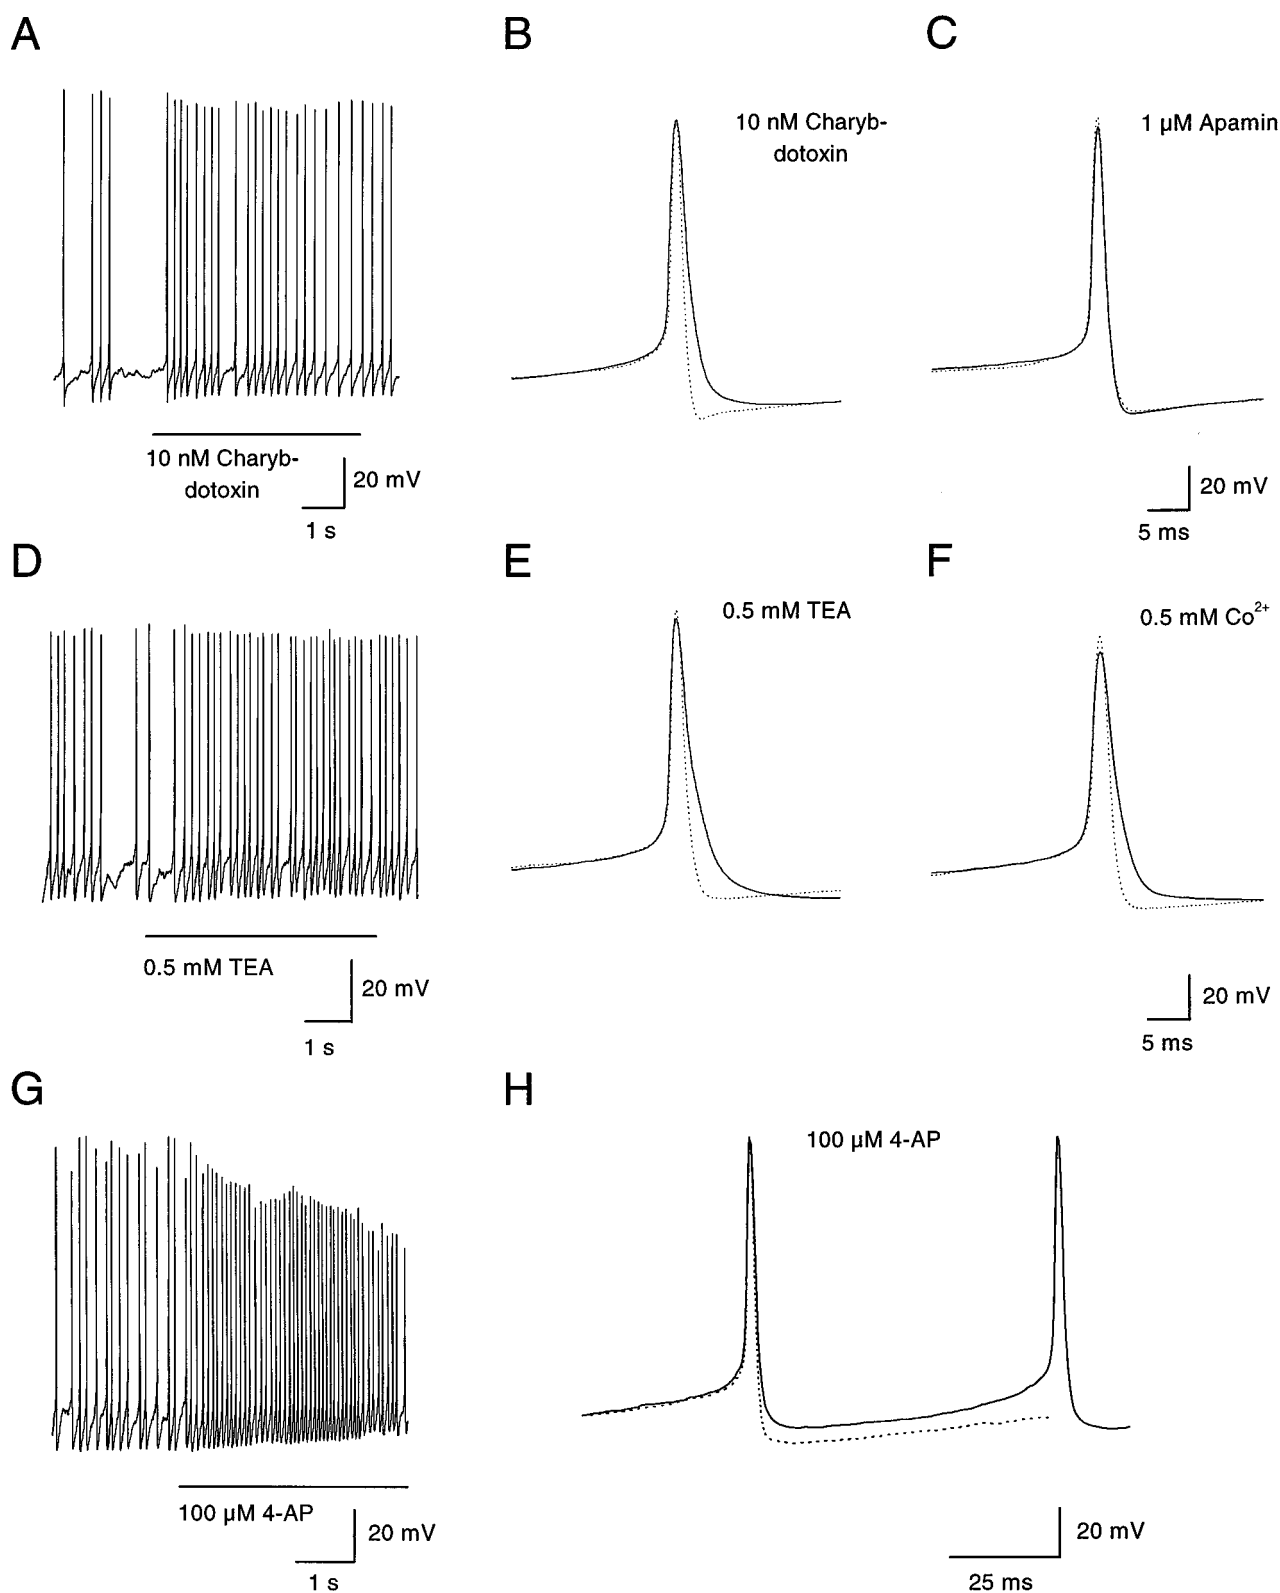 A
B
C
10 nM Charyb-
dotoxin
1 µM Apamin
10 nM Charyb-
dotoxin
20 mV
1 s
20 mV
5 ms
D
E
F
0.5 mM TEA
0.5 mM Co²⁺
0.5 mM TEA
20 mV
1 s
20 mV
5 ms
G
H
100 µM 4-AP
100 µM 4-AP
20 mV
1 s
20 mV
25 ms